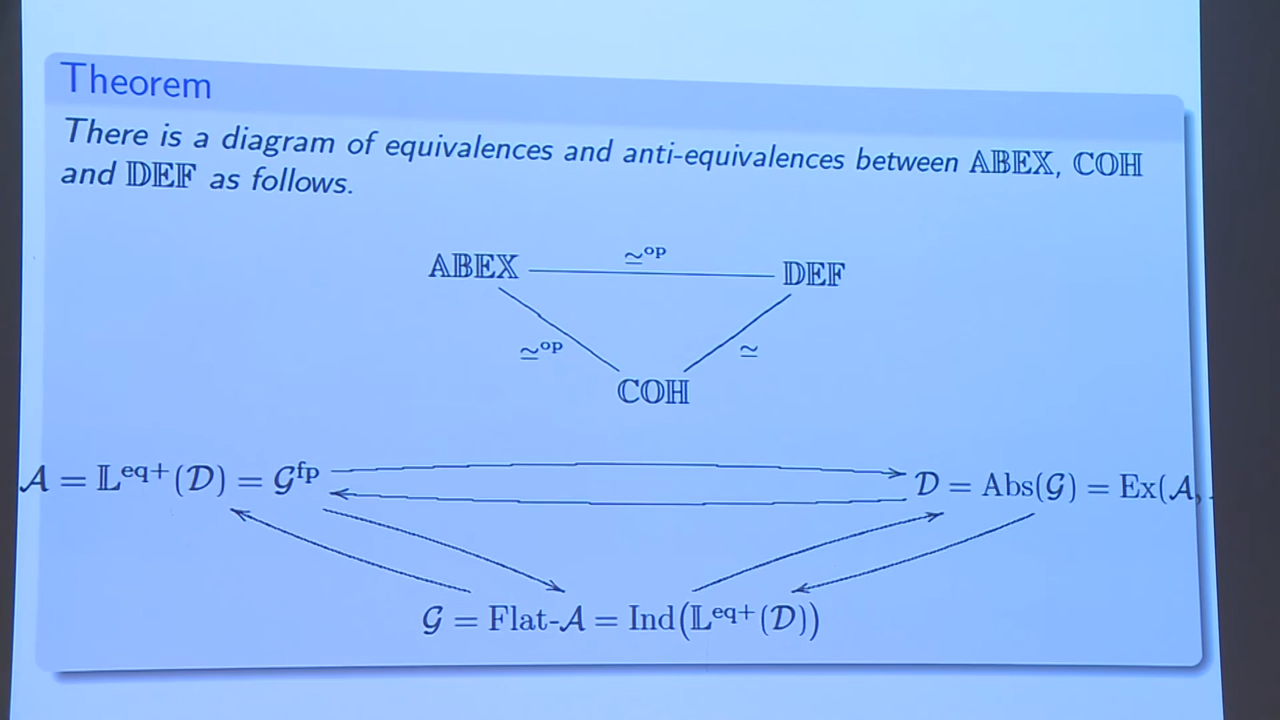 Theorem
There is a diagram of equivalences and anti-equivalences between 𝔸𝔹𝔼𝕏, ℂ𝕆ℍ
and 𝔻𝔼𝔽 as follows.
𝔸𝔹𝔼𝕏 ≃ᵒᵖ 𝔻𝔼𝔽
≃ᵒᵖ ≃
ℂ𝕆ℍ
𝒜 = 𝕃^{eq+}(𝒟) = 𝒢^{fp} 𝒟 = Abs(𝒢) = Ex(𝒜,
𝒢 = Flat-𝒜 = Ind(𝕃^{eq+}(𝒟))